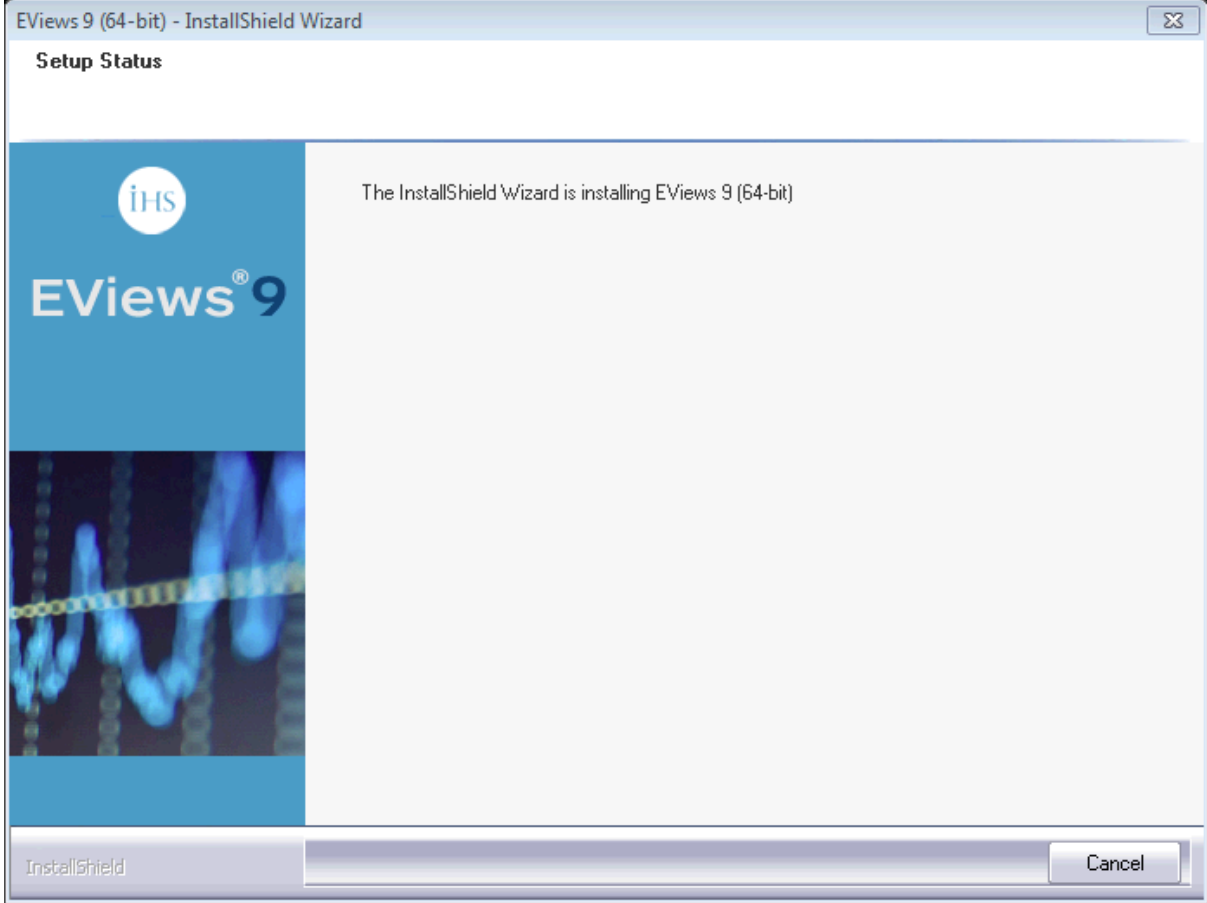 EViews 9 (64-bit) - InstallShield Wizard
Setup Status
iHS
EViews®9
The InstallShield Wizard is installing EViews 9 (64-bit)
InstallShield
Cancel